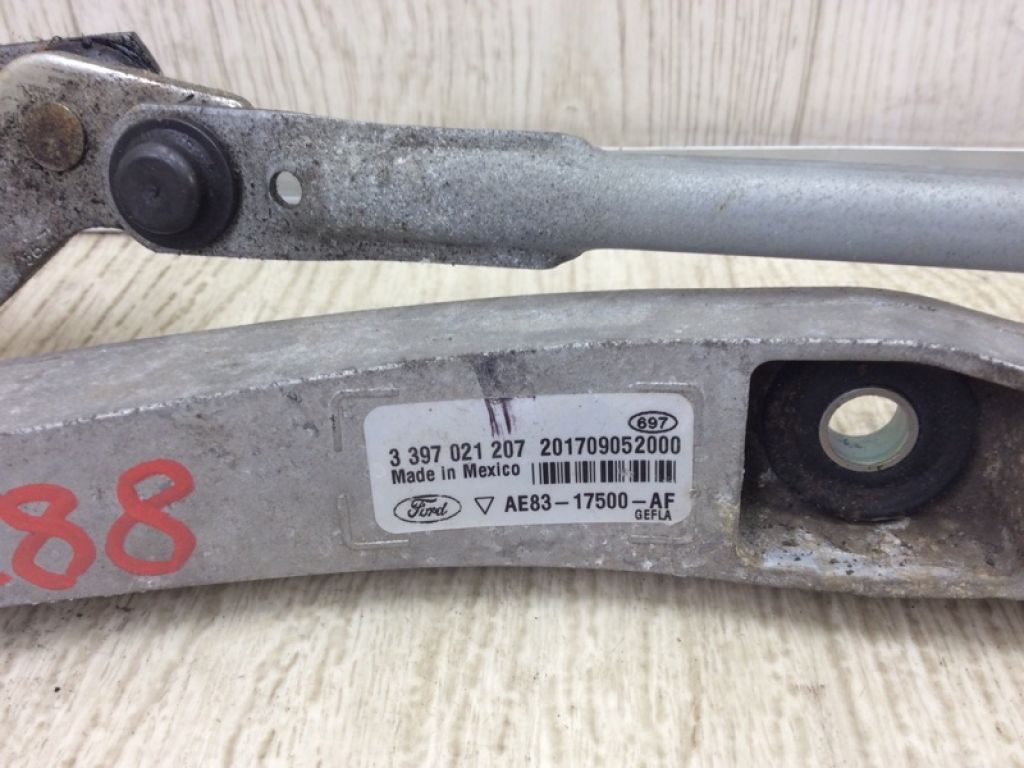 697
3 397 021 207 201709052000
Made in Mexico
Ford AE83-17500-AF
GEFLA
88